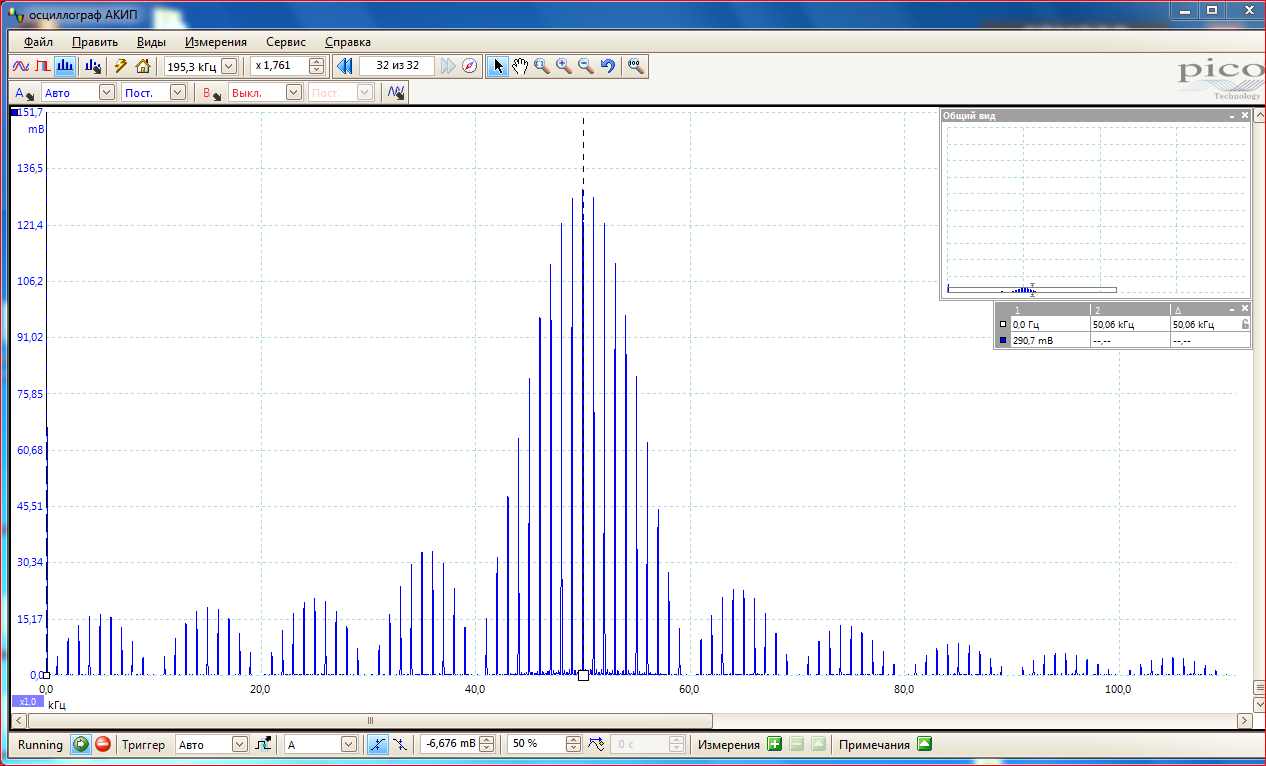 осциллограф АКИП
Файл Править Виды Измерения Сервис Справка
195,3 кГц x 1,761 32 из 32
pico
Technology
A Авто Пост. B Выкл. Пост.
151,7
mB
136,5
121,4
106,2
91,02
75,85
60,68
45,51
30,34
15,17
0,0
0,0 20,0 40,0 60,0 80,0 100,0
x1,0 кГц
Общий вид
1 2 Δ
0,0 Гц 50,06 кГц 50,06 кГц
290,7 mB --,-- --,--
Running Триггер Авто A -6,676 mB 50 % 0 с Измерения Примечания